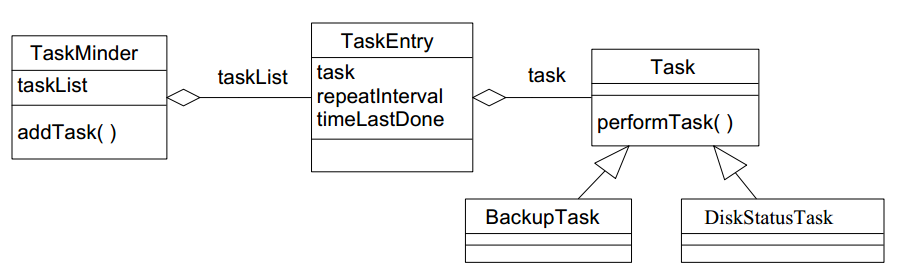 TaskMinder
taskList
addTask( )
taskList
TaskEntry
task
repeatInterval
timeLastDone
task
Task
performTask( )
BackupTask
DiskStatusTask